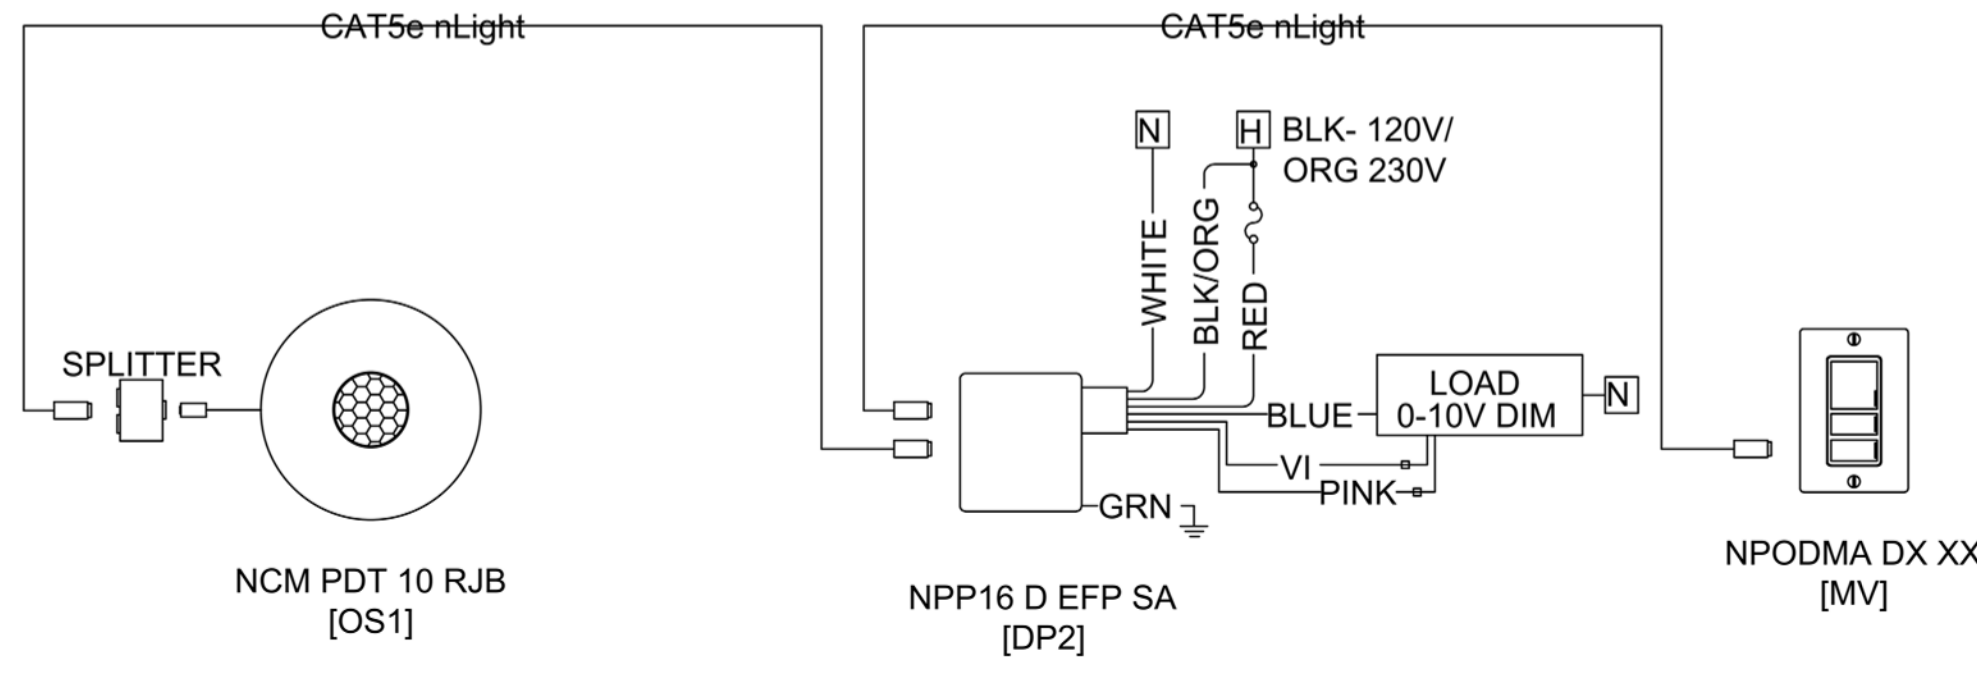 CAT5e nLight
CAT5e nLight
N
H
BLK- 120V/
ORG 230V
WHITE
BLK/ORG
RED
SPLITTER
LOAD
0-10V DIM
N
BLUE
VI
PINK
GRN
NCM PDT 10 RJB
[OS1]
NPP16 D EFP SA
[DP2]
NPODMA DX XX
[MV]